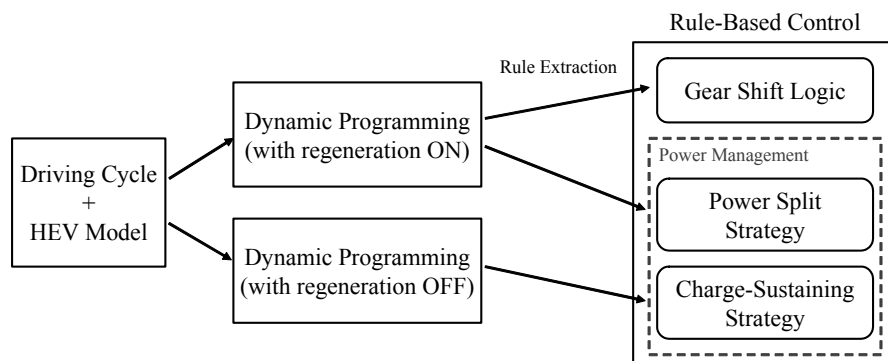 Rule-Based Control
Rule Extraction
Gear Shift Logic
Dynamic Programming
(with regeneration ON)
Power Management
Driving Cycle
+
HEV Model
Power Split
Strategy
Dynamic Programming
(with regeneration OFF)
Charge-Sustaining
Strategy